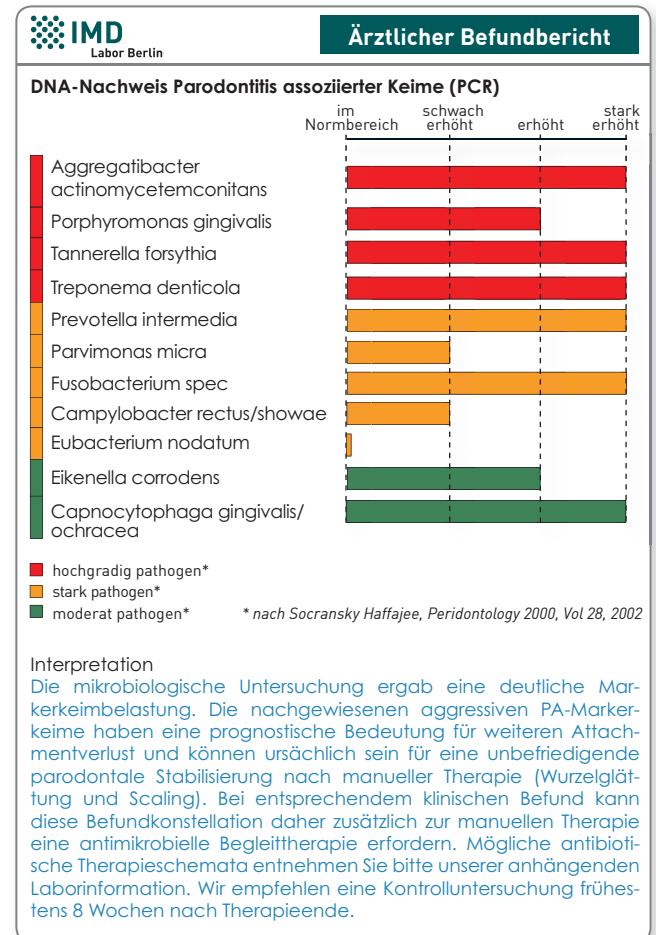 IMD
Labor Berlin
Ärztlicher Befundbericht
DNA-Nachweis Parodontitis assoziierter Keime (PCR)
im Normbereich
schwach erhöht
erhöht
stark erhöht
Aggregatibacter
actinomycetemconitans
Porphyromonas gingivalis
Tannerella forsythia
Treponema denticola
Prevotella intermedia
Parvimonas micra
Fusobacterium spec
Campylobacter rectus/showae
Eubacterium nodatum
Eikenella corrodens
Capnocytophaga gingivalis/
ochracea
hochgradig pathogen*
stark pathogen*
moderat pathogen*
* nach Socransky Haffajee, Peridontology 2000, Vol 28, 2002
Interpretation
Die mikrobiologische Untersuchung ergab eine deutliche Mar-
kerkeimbelastung. Die nachgewiesenen aggressiven PA-Marker-
keime haben eine prognostische Bedeutung für weiteren Attach-
mentverlust und können ursächlich sein für eine unbefriedigende
parodontale Stabilisierung nach manueller Therapie (Wurzelglät-
tung und Scaling). Bei entsprechendem klinischen Befund kann
diese Befundkonstellation daher zusätzlich zur manuellen Therapie
eine antimikrobielle Begleittherapie erfordern. Mögliche antibioti-
sche Therapieschemata entnehmen Sie bitte unserer anhängenden
Laborinformation. Wir empfehlen eine Kontrolluntersuchung frühes-
tens 8 Wochen nach Therapieende.